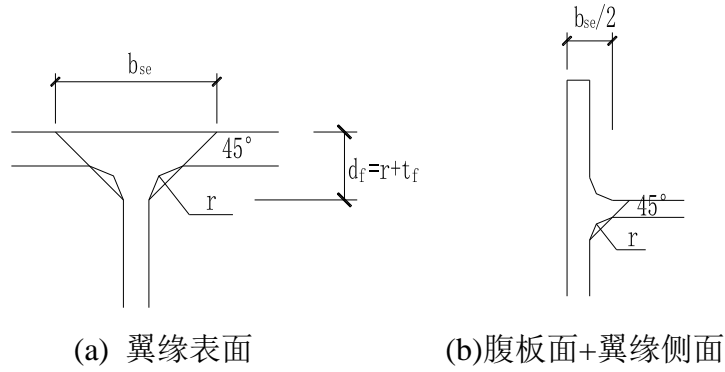 b_se
b_se/2
45°
d_f=r+t_f
r
45°
r
(a) 翼缘表面
(b)腹板面+翼缘侧面